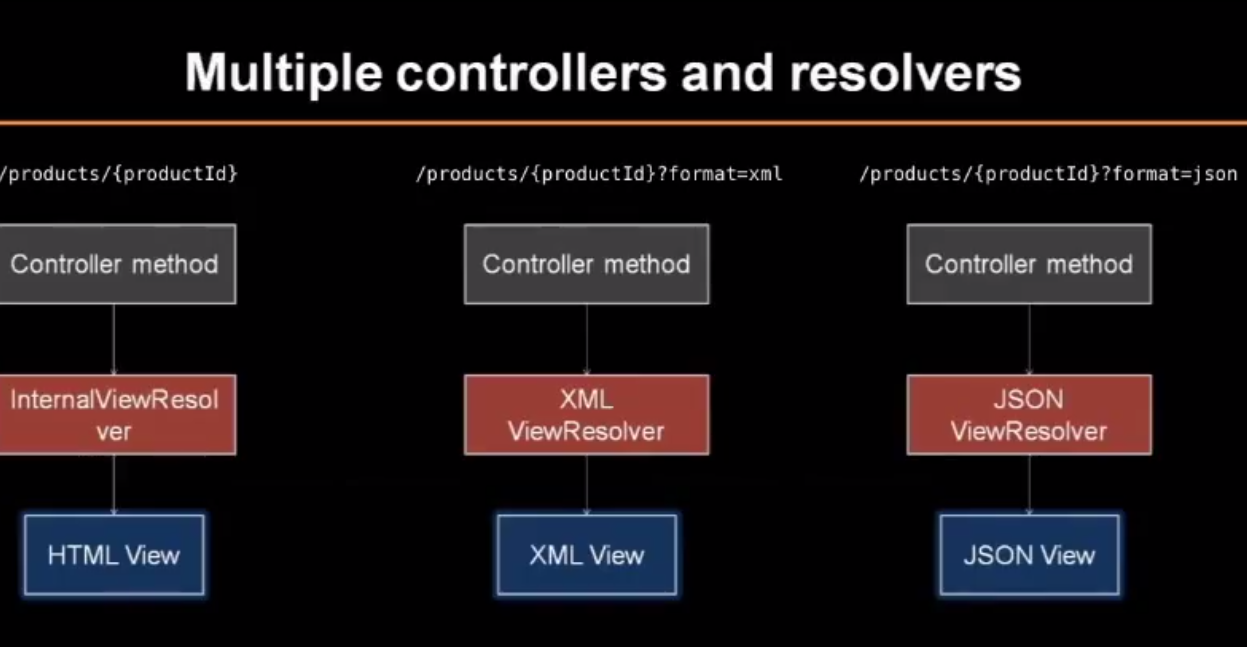 Multiple controllers and resolvers
/products/{productId}
/products/{productId}?format=xml
/products/{productId}?format=json
Controller method
Controller method
Controller method
InternalViewResol
ver
XML
ViewResolver
JSON
ViewResolver
HTML View
XML View
JSON View